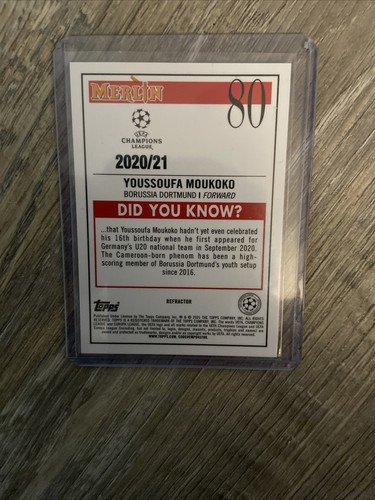 MERLIN
80
UEFA
CHAMPIONS
LEAGUE
2020/21
YOUSSOUFA MOUKOKO
BORUSSIA DORTMUND | FORWARD
DID YOU KNOW?
...that Youssoufa Moukoko hadn't yet even celebrated
his 16th birthday when he first appeared for
Germany's U20 national team in September 2020.
The Cameroon-born phenom has been a high-
scoring member of Borussia Dortmund's youth setup
since 2016.
REFRACTOR
Topps